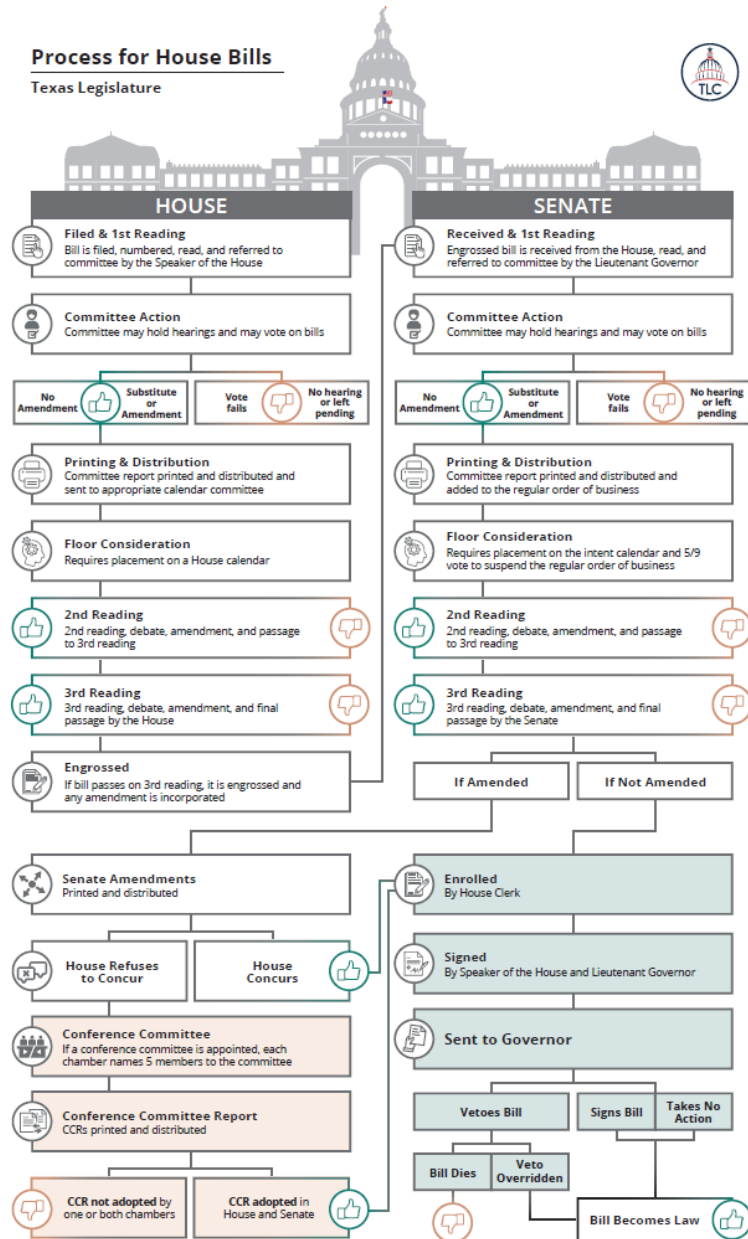 Process for House Bills
Texas Legislature
TLC
HOUSE
Filed & 1st Reading
Bill is filed, numbered, read, and referred to
committee by the Speaker of the House
Committee Action
Committee may hold hearings and may vote on bills
No
Amendment
Substitute
or
Amendment
Vote
fails
No hearing
or left
pending
Printing & Distribution
Committee report printed and distributed and
sent to appropriate calendar committee
Floor Consideration
Requires placement on a House calendar
2nd Reading
2nd reading, debate, amendment, and passage
to 3rd reading
3rd Reading
3rd reading, debate, amendment, and final
passage by the House
Engrossed
If bill passes on 3rd reading, it is engrossed and
any amendment is incorporated
SENATE
Received & 1st Reading
Engrossed bill is received from the House, read, and
referred to committee by the Lieutenant Governor
Committee Action
Committee may hold hearings and may vote on bills
No
Amendment
Substitute
or
Amendment
Vote
fails
No hearing
or left
pending
Printing & Distribution
Committee report printed and distributed and
added to the regular order of business
Floor Consideration
Requires placement on the intent calendar and 5/9
vote to suspend the regular order of business
2nd Reading
2nd reading, debate, amendment, and passage
to 3rd reading
3rd Reading
3rd reading, debate, amendment, and final
passage by the Senate
If Amended
If Not Amended
Senate Amendments
Printed and distributed
House Refuses
to Concur
House
Concurs
Conference Committee
If a conference committee is appointed, each
chamber names 5 members to the committee
Conference Committee Report
CCRs printed and distributed
CCR not adopted by
one or both chambers
CCR adopted in
House and Senate
Enrolled
By House Clerk
Signed
By Speaker of the House and Lieutenant Governor
Sent to Governor
Vetoes Bill
Signs Bill
Takes No
Action
Bill Dies
Veto
Overridden
Bill Becomes Law